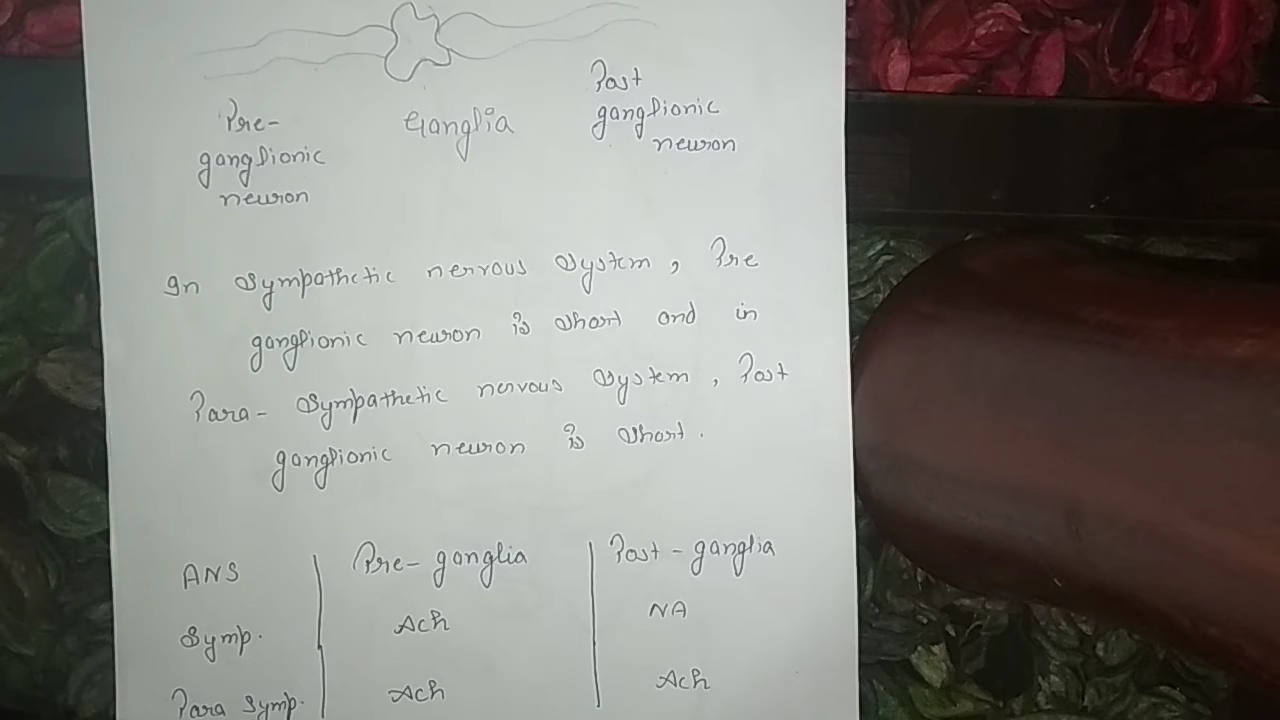 Pre-
ganglionic
neuron
Ganglia
Post
ganglionic
neuron
In Sympathetic nervous System, Pre
ganglionic neuron is short and in
Para- Sympathetic nervous System, Post
ganglionic neuron is short.
ANS Pre-ganglia Post-ganglia
Symp. Ach NA
Para Symp. Ach Ach